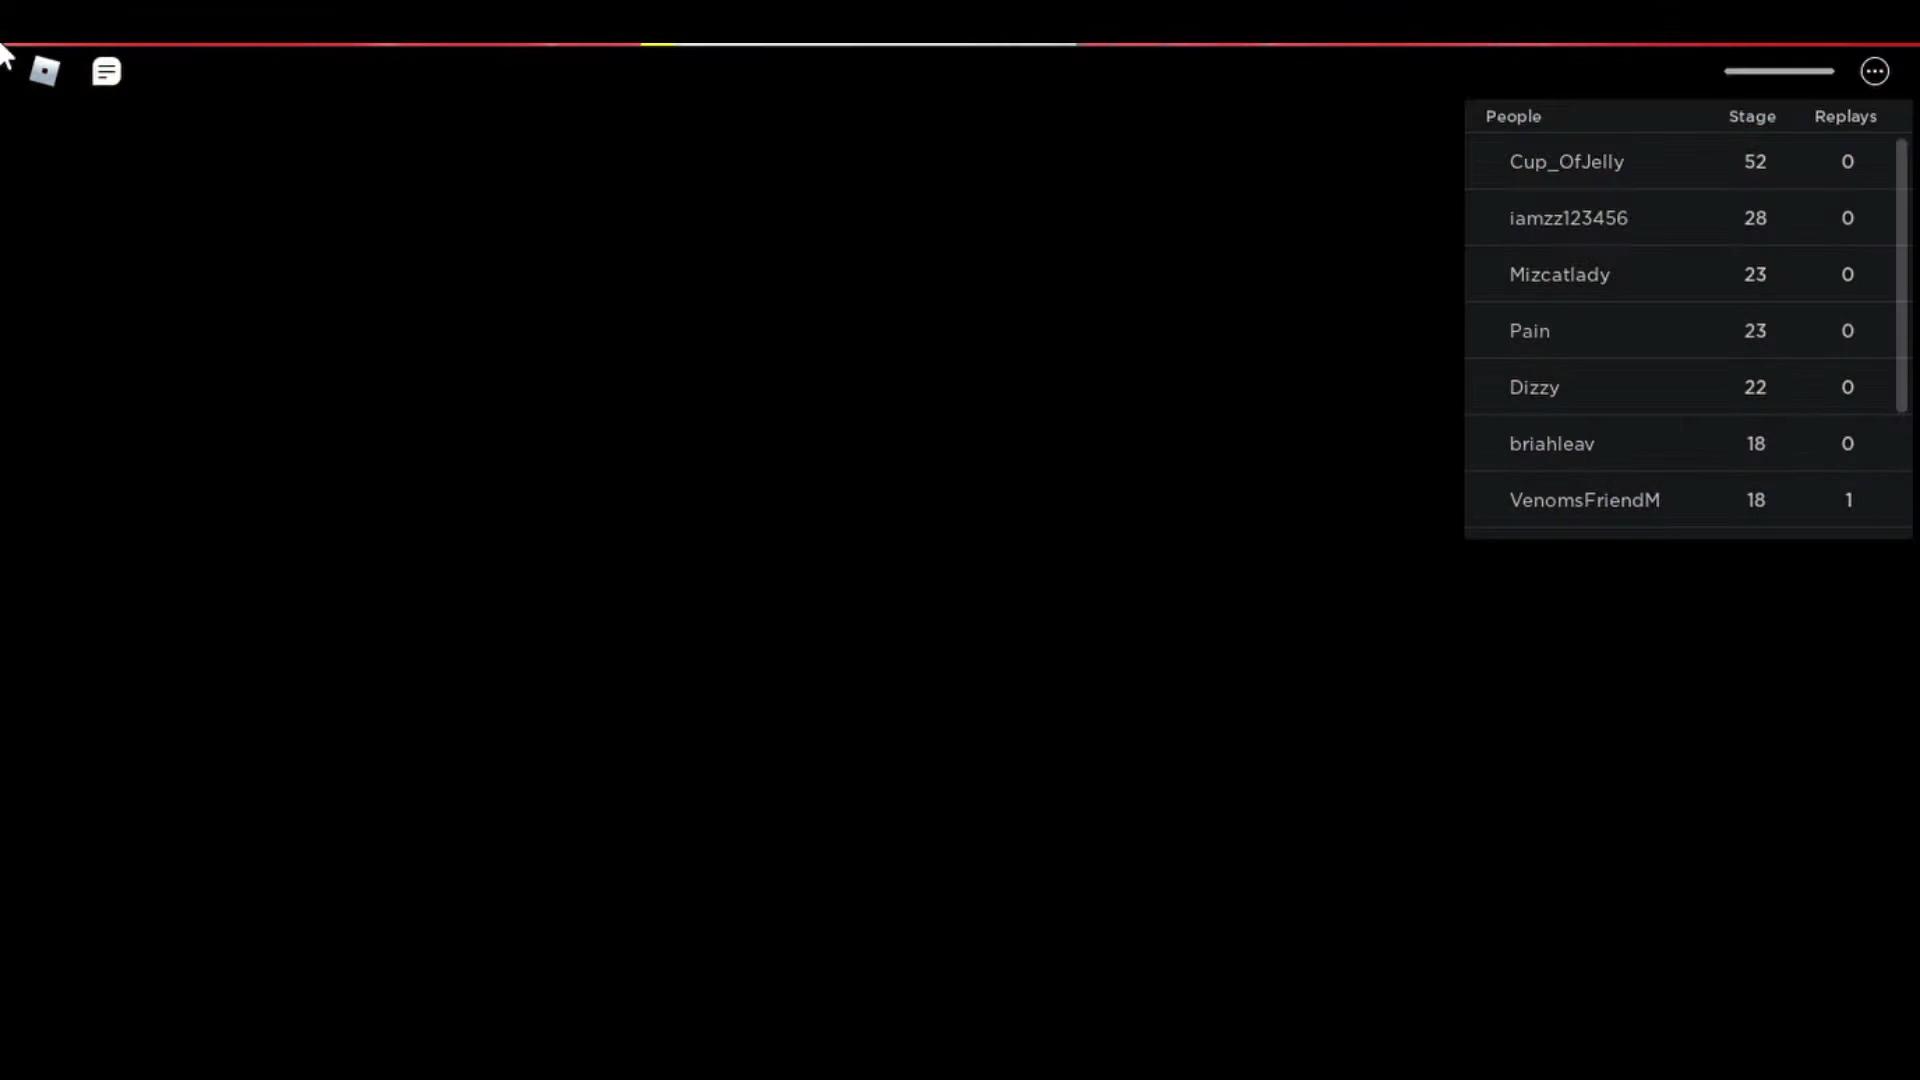 People Stage Replays
Cup_OfJelly 52 0
iamzz123456 28 0
Mizcatlady 23 0
Pain 23 0
Dizzy 22 0
briahleav 18 0
VenomsFriendM 18 1